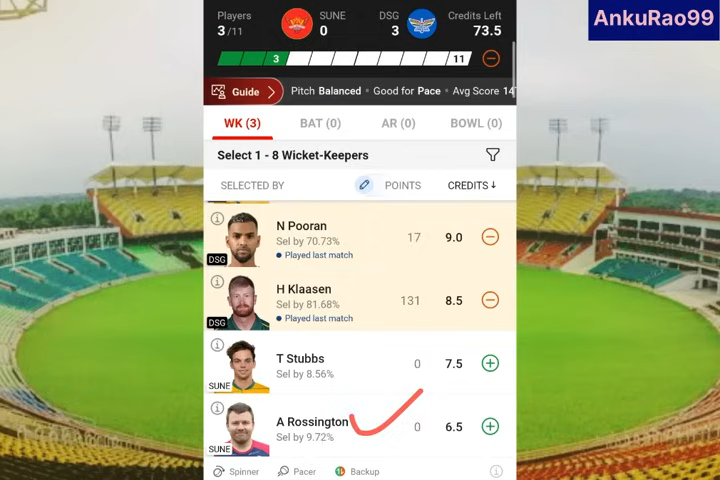 AnkuRao99
Players SUNE DSG Credits Left
3/11 0 3 73.5
3 11
Guide Pitch Balanced • Good for Pace • Avg Score 14
WK (3) BAT (0) AR (0) BOWL (0)
Select 1 - 8 Wicket-Keepers
SELECTED BY POINTS CREDITS↓
N Pooran
Sel by 70.73% 17 9.0
Played last match
DSG
H Klaasen
Sel by 81.68% 131 8.5
Played last match
DSG
T Stubbs
Sel by 8.56% 0 7.5
SUNE
A Rossington
Sel by 9.72% 0 6.5
SUNE
Spinner Pacer Backup